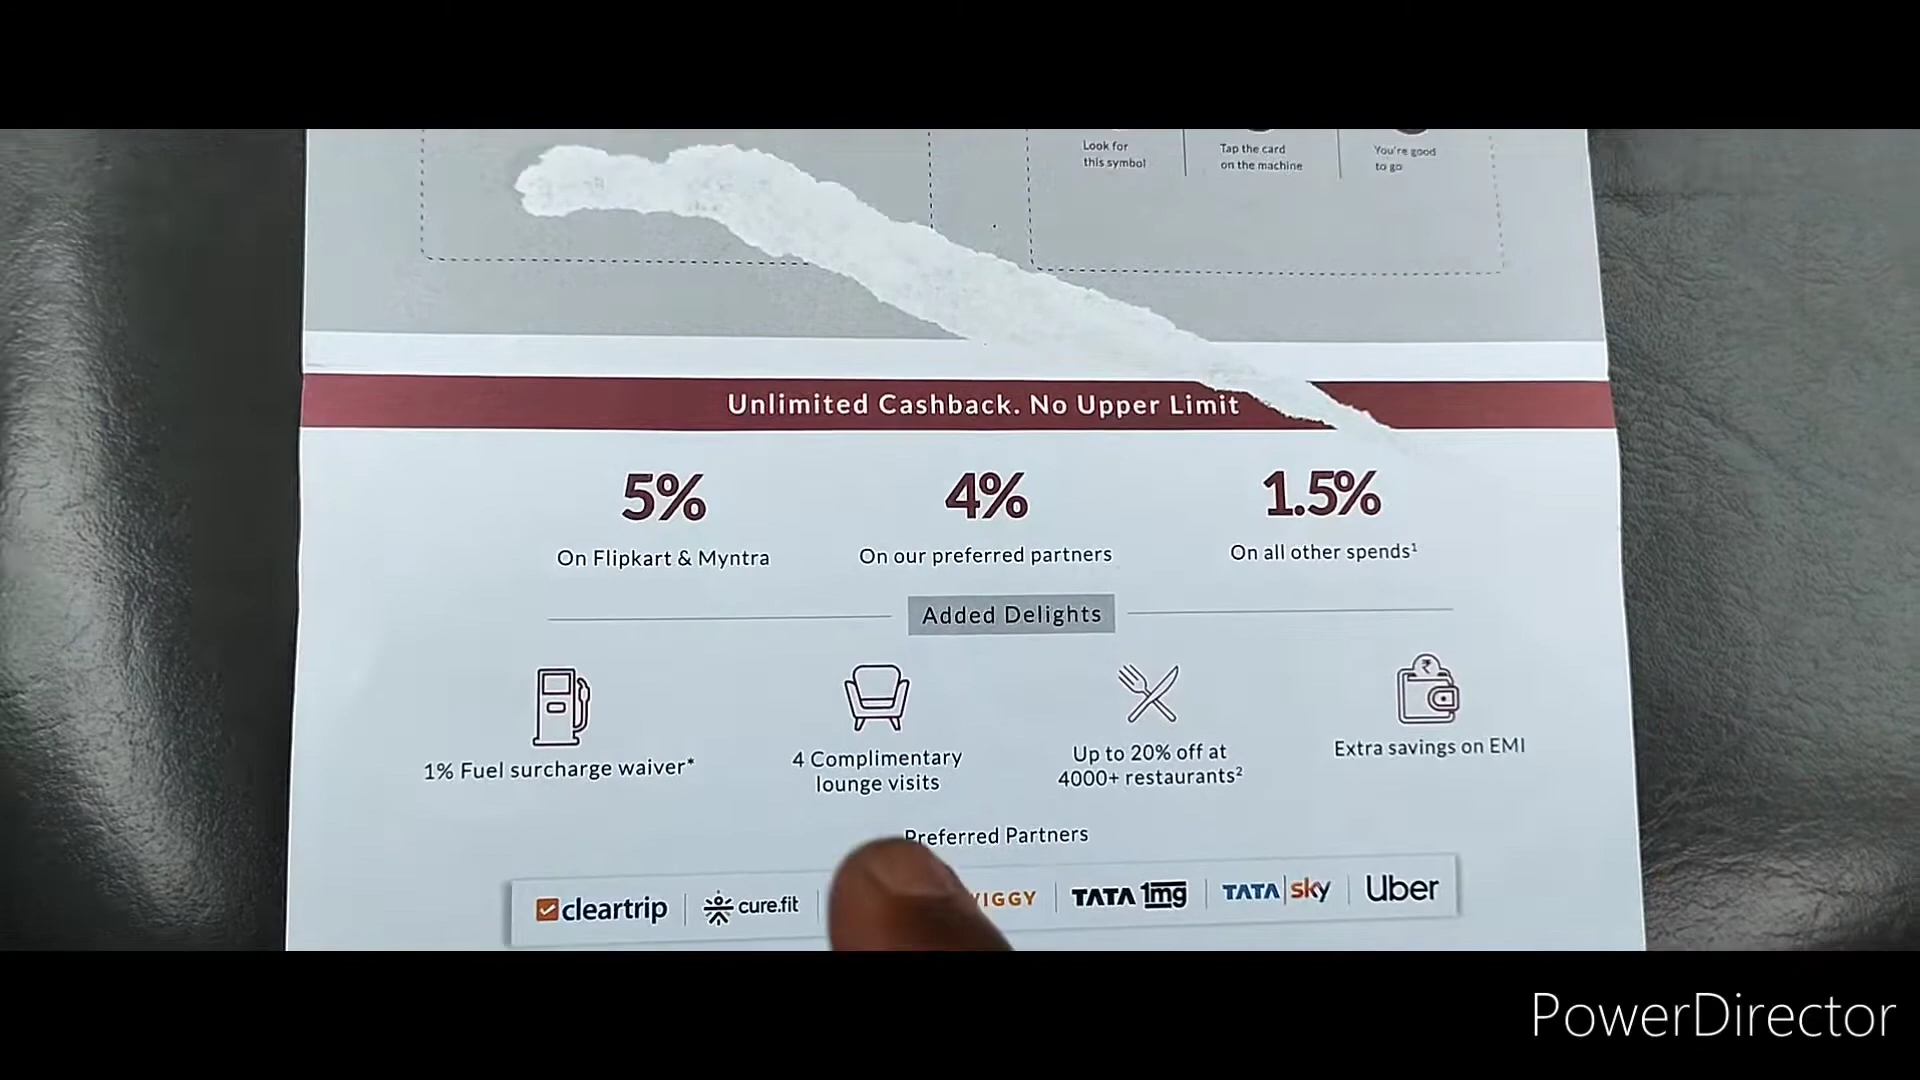 Look for
this symbol
Tap the card
on the machine
You're good
to go
Unlimited Cashback. No Upper Limit
5%
On Flipkart & Myntra
4%
On our preferred partners
1.5%
On all other spends¹
Added Delights
1% Fuel surcharge waiver*
4 Complimentary
lounge visits
Up to 20% off at
4000+ restaurants²
Extra savings on EMI
Preferred Partners
cleartrip
cure.fit
TATA 1mg
TATA sky
Uber
PowerDirector